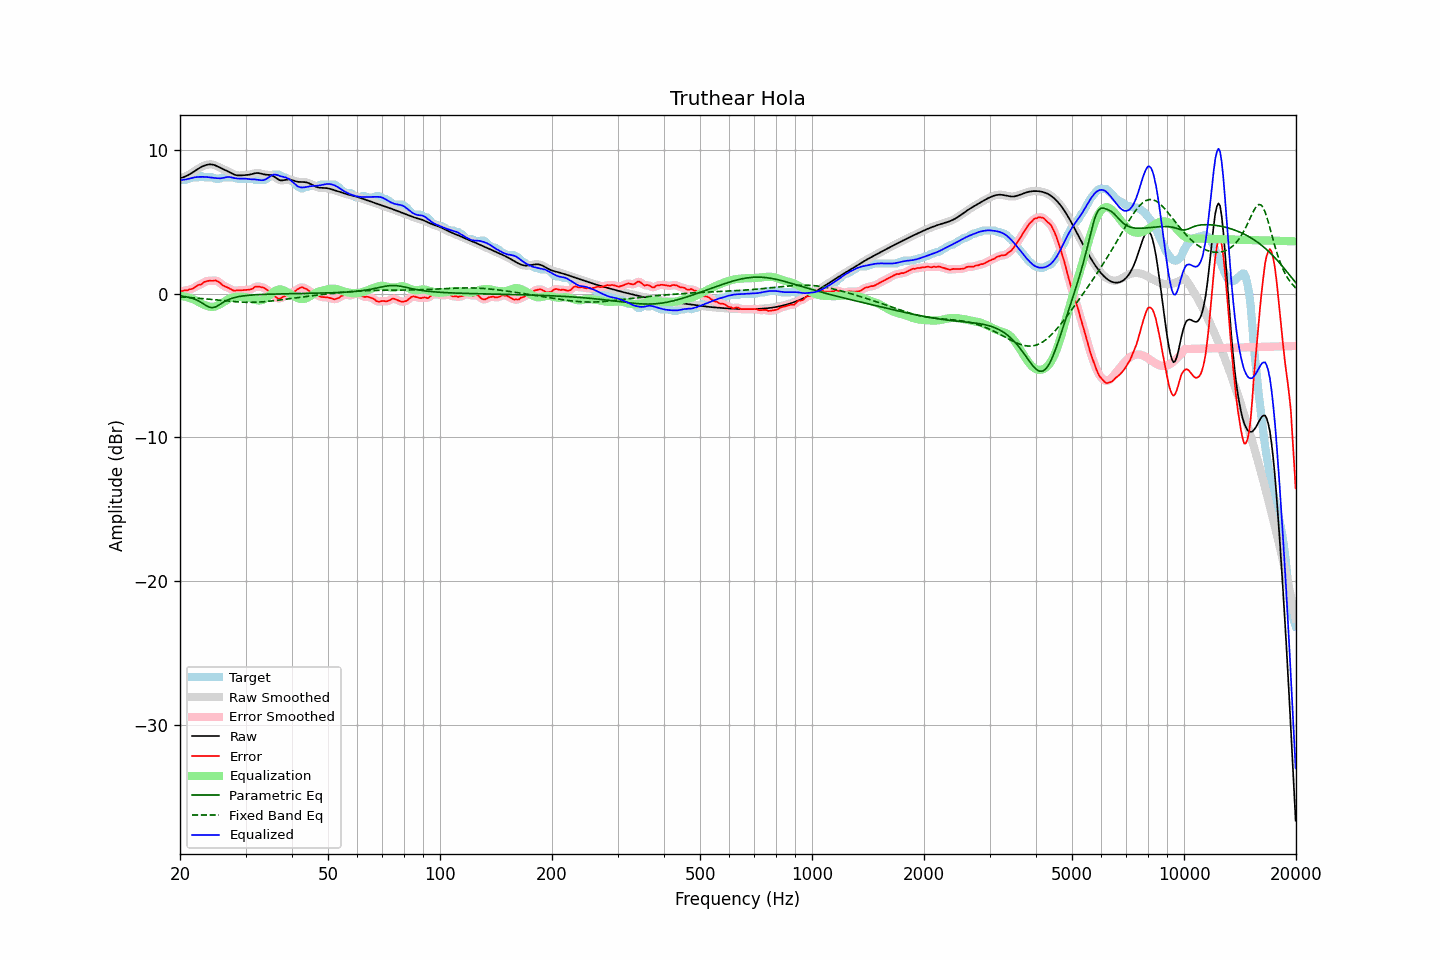 Truthear Hola
Amplitude (dBr)
10
0
−10
−20
−30
Target
Raw Smoothed
Error Smoothed
Raw
Error
Equalization
Parametric Eq
Fixed Band Eq
Equalized
20 50 100 200 500 1000 2000 5000 10000 20000
Frequency (Hz)